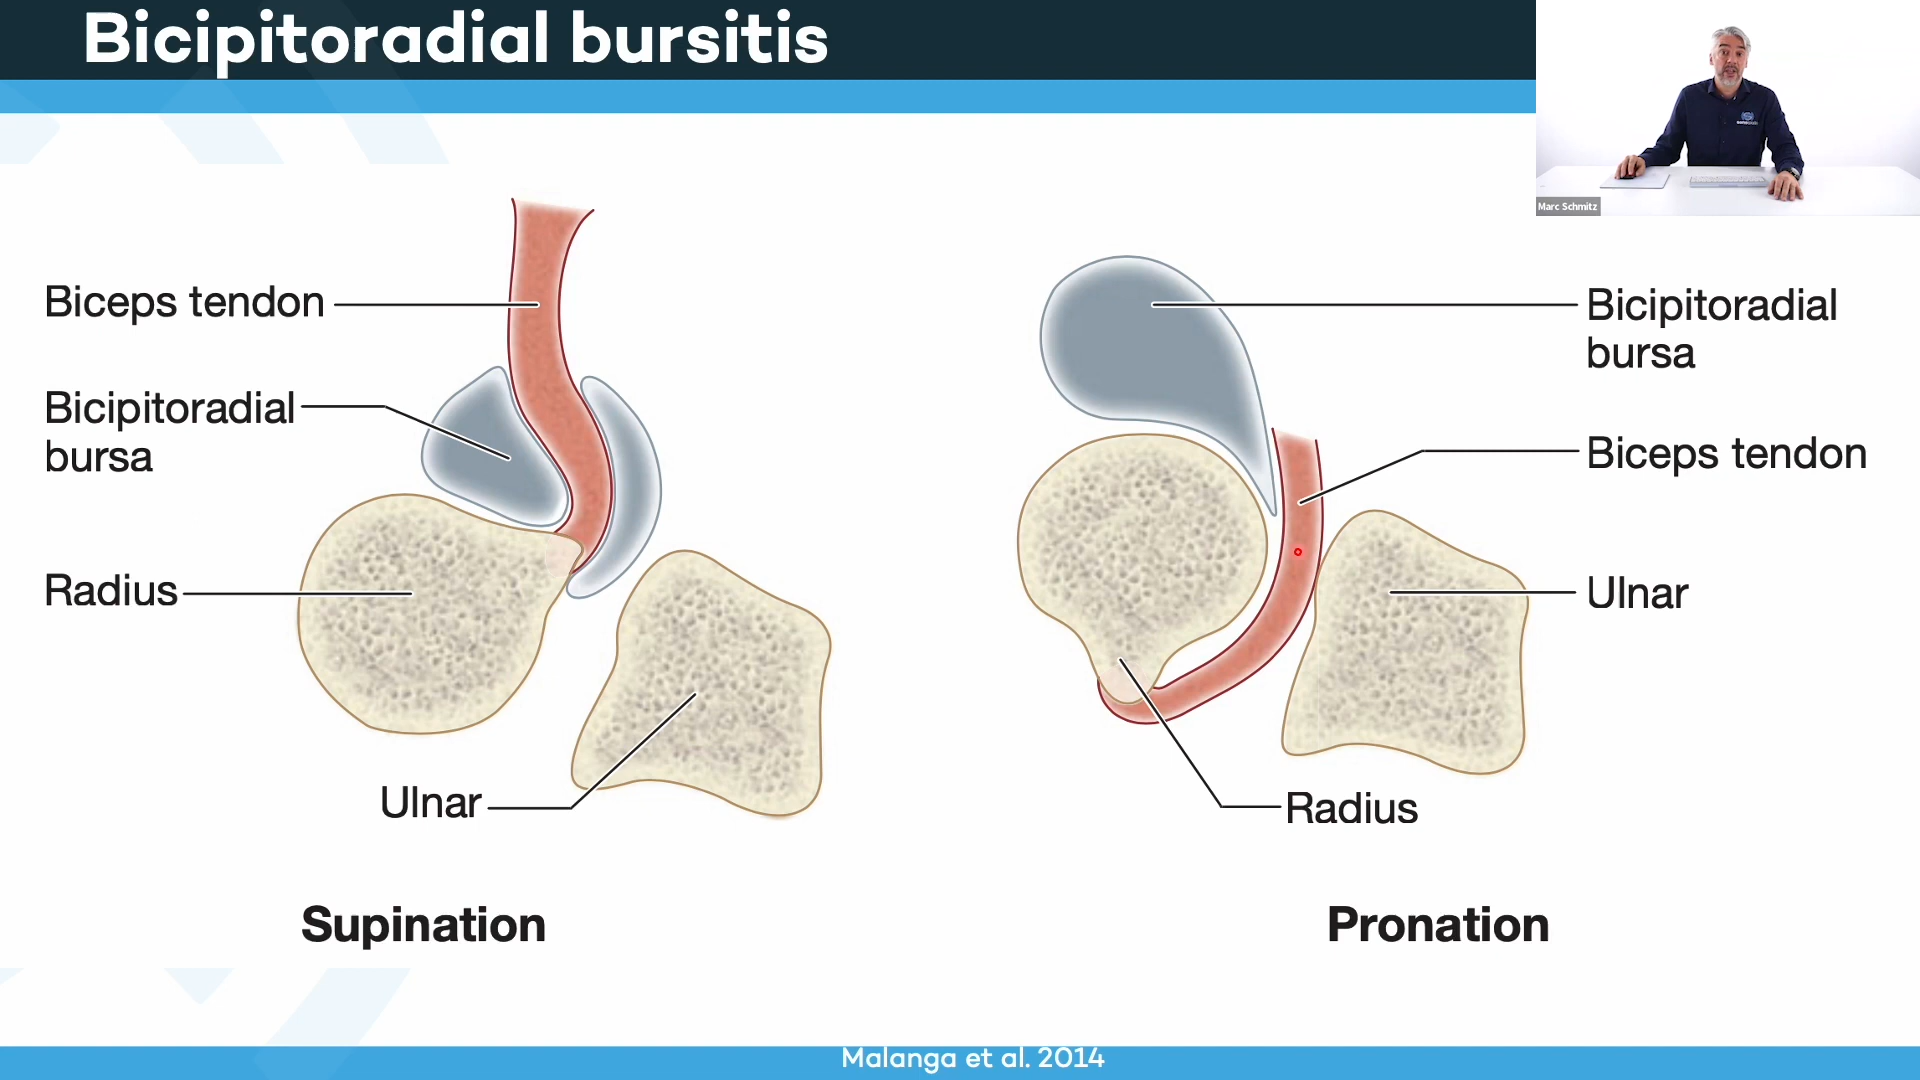 Bicipitoradial bursitis
Marc Schmitz
Biceps tendon
Bicipitoradial
bursa
Radius
Ulnar
Bicipitoradial
bursa
Biceps tendon
Ulnar
Radius
Supination
Pronation
Malanga et al. 2014